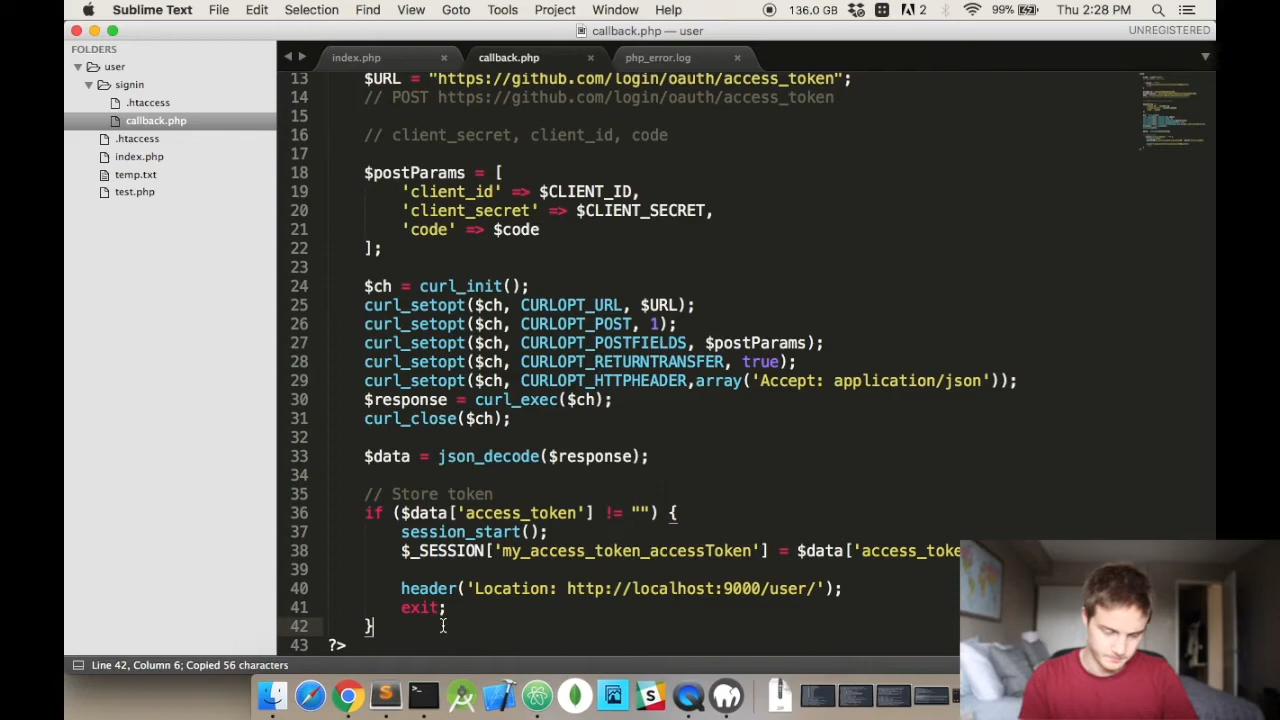 Sublime Text File Edit Selection Find View Goto Tools Project Window Help 136.0 GB 2 99% Thu 2:28 PM
callback.php — user UNREGISTERED
FOLDERS
user
signin
.htaccess
callback.php
.htaccess
index.php
temp.txt
test.php
index.php callback.php php_error.log
13 $URL = "https://github.com/login/oauth/access_token";
14 // POST https://github.com/login/oauth/access_token
15
16 // client_secret, client_id, code
17
18 $postParams = [
19 'client_id' => $CLIENT_ID,
20 'client_secret' => $CLIENT_SECRET,
21 'code' => $code
22 ];
23
24 $ch = curl_init();
25 curl_setopt($ch, CURLOPT_URL, $URL);
26 curl_setopt($ch, CURLOPT_POST, 1);
27 curl_setopt($ch, CURLOPT_POSTFIELDS, $postParams);
28 curl_setopt($ch, CURLOPT_RETURNTRANSFER, true);
29 curl_setopt($ch, CURLOPT_HTTPHEADER,array('Accept: application/json'));
30 $response = curl_exec($ch);
31 curl_close($ch);
32
33 $data = json_decode($response);
34
35 // Store token
36 if ($data['access_token'] != "") {
37 session_start();
38 $_SESSION['my_access_token_accessToken'] = $data['access_toke
39
40 header('Location: http://localhost:9000/user/');
41 exit;
42 }
43 ?>
Line 42, Column 6; Copied 56 characters